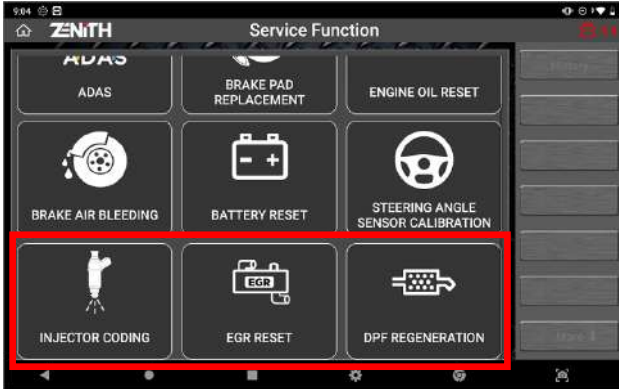 9:04
ZENITH
Service Function
ADAS
ADAS
BRAKE PAD
REPLACEMENT
ENGINE OIL RESET
History
BRAKE AIR BLEEDING
BATTERY RESET
STEERING ANGLE
SENSOR CALIBRATION
INJECTOR CODING
EGR
EGR RESET
DPF REGENERATION